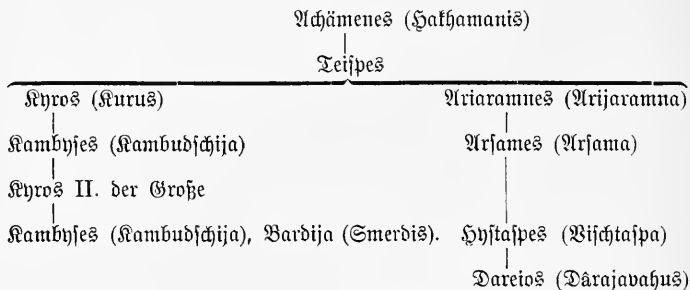 Achämenes (Hakhamanis)
Teispes
Kyros (Kurus) Ariaramnes (Arijaramna)
Kambyses (Kambudschija) Arsames (Arsama)
Kyros II. der Große
Kambyses (Kambudschija), Bardija (Smerdis). Hystaspes (Vischtaspa)
Dareios (Dârajavahus)